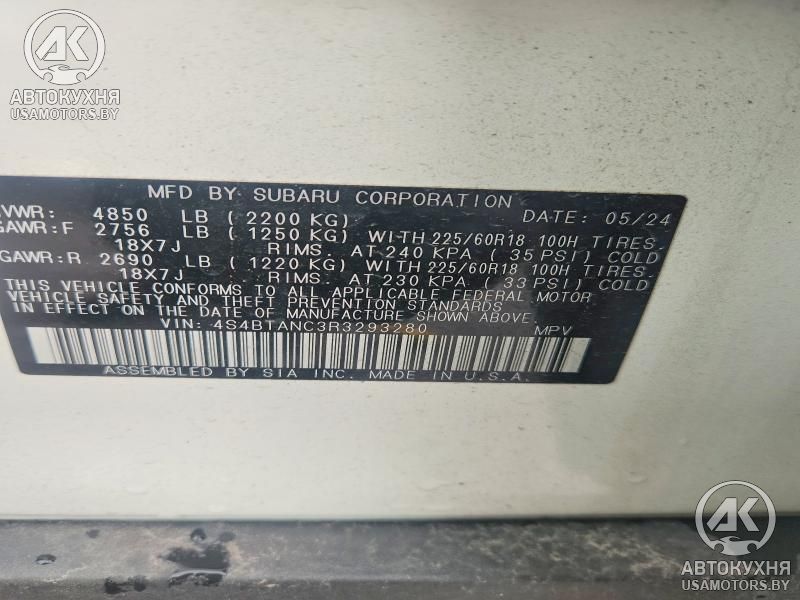 AK
АВТОКУХНЯ
USAMOTORS.BY
MFD BY SUBARU CORPORATION DATE: 05/24
VWR: 4850 LB (2200 KG)
GAWR:F 2756 LB (1250 KG) WITH 225/60R18 100H TIRES,
18X7J RIMS, AT 240 KPA (35 PSI) COLD
GAWR:R 2690 LB (1220 KG) WITH 225/60R18 100H TIRES,
18X7J RIMS, AT 230 KPA (33 PSI) COLD
THIS VEHICLE CONFORMS TO ALL APPLICABLE FEDERAL MOTOR
VEHICLE SAFETY AND THEFT PREVENTION STANDARDS
IN EFFECT ON THE DATE OF MANUFACTURE SHOWN ABOVE.
VIN: 4S4BTANC3R3293280 MPV
ASSEMBLED BY SIA INC. MADE IN U.S.A.
AK
АВТОКУХНЯ
USAMOTORS.BY